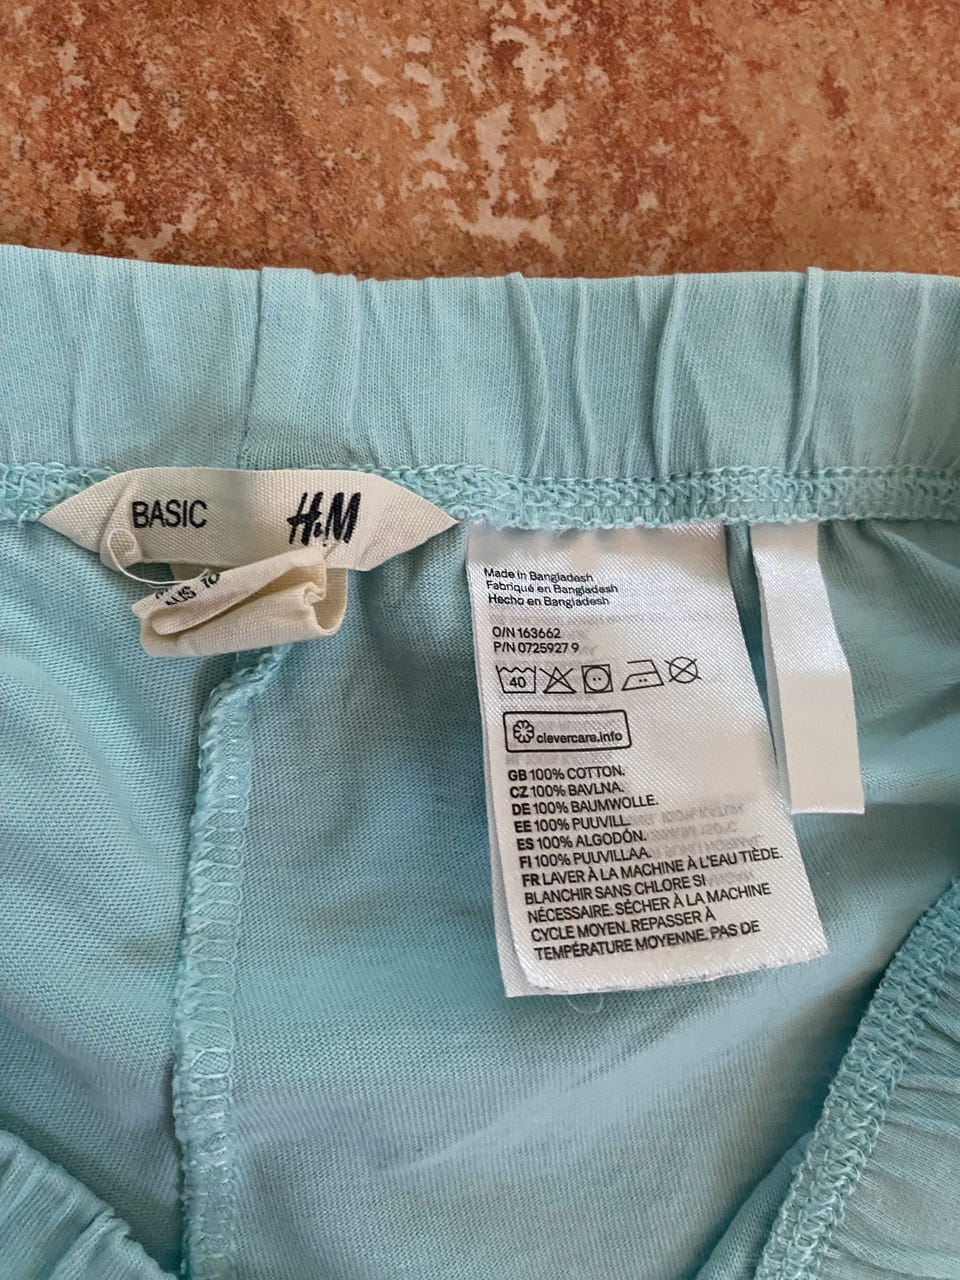 BASIC H&M
US 10
Made in Bangladesh
Fabriqué en Bangladesh
Hecho en Bangladesh
O/N 163662
P/N 0725927 9
40
clevercare.info
GB 100% COTTON.
CZ 100% BAVLNA.
DE 100% BAUMWOLLE.
EE 100% PUUVILL.
ES 100% ALGODÓN.
FI 100% PUUVILLAA.
FR LAVER À LA MACHINE À L'EAU TIÈDE.
BLANCHIR SANS CHLORE SI
NÉCESSAIRE. SÉCHER À LA MACHINE
CYCLE MOYEN. REPASSER À
TEMPÉRATURE MOYENNE. PAS DE